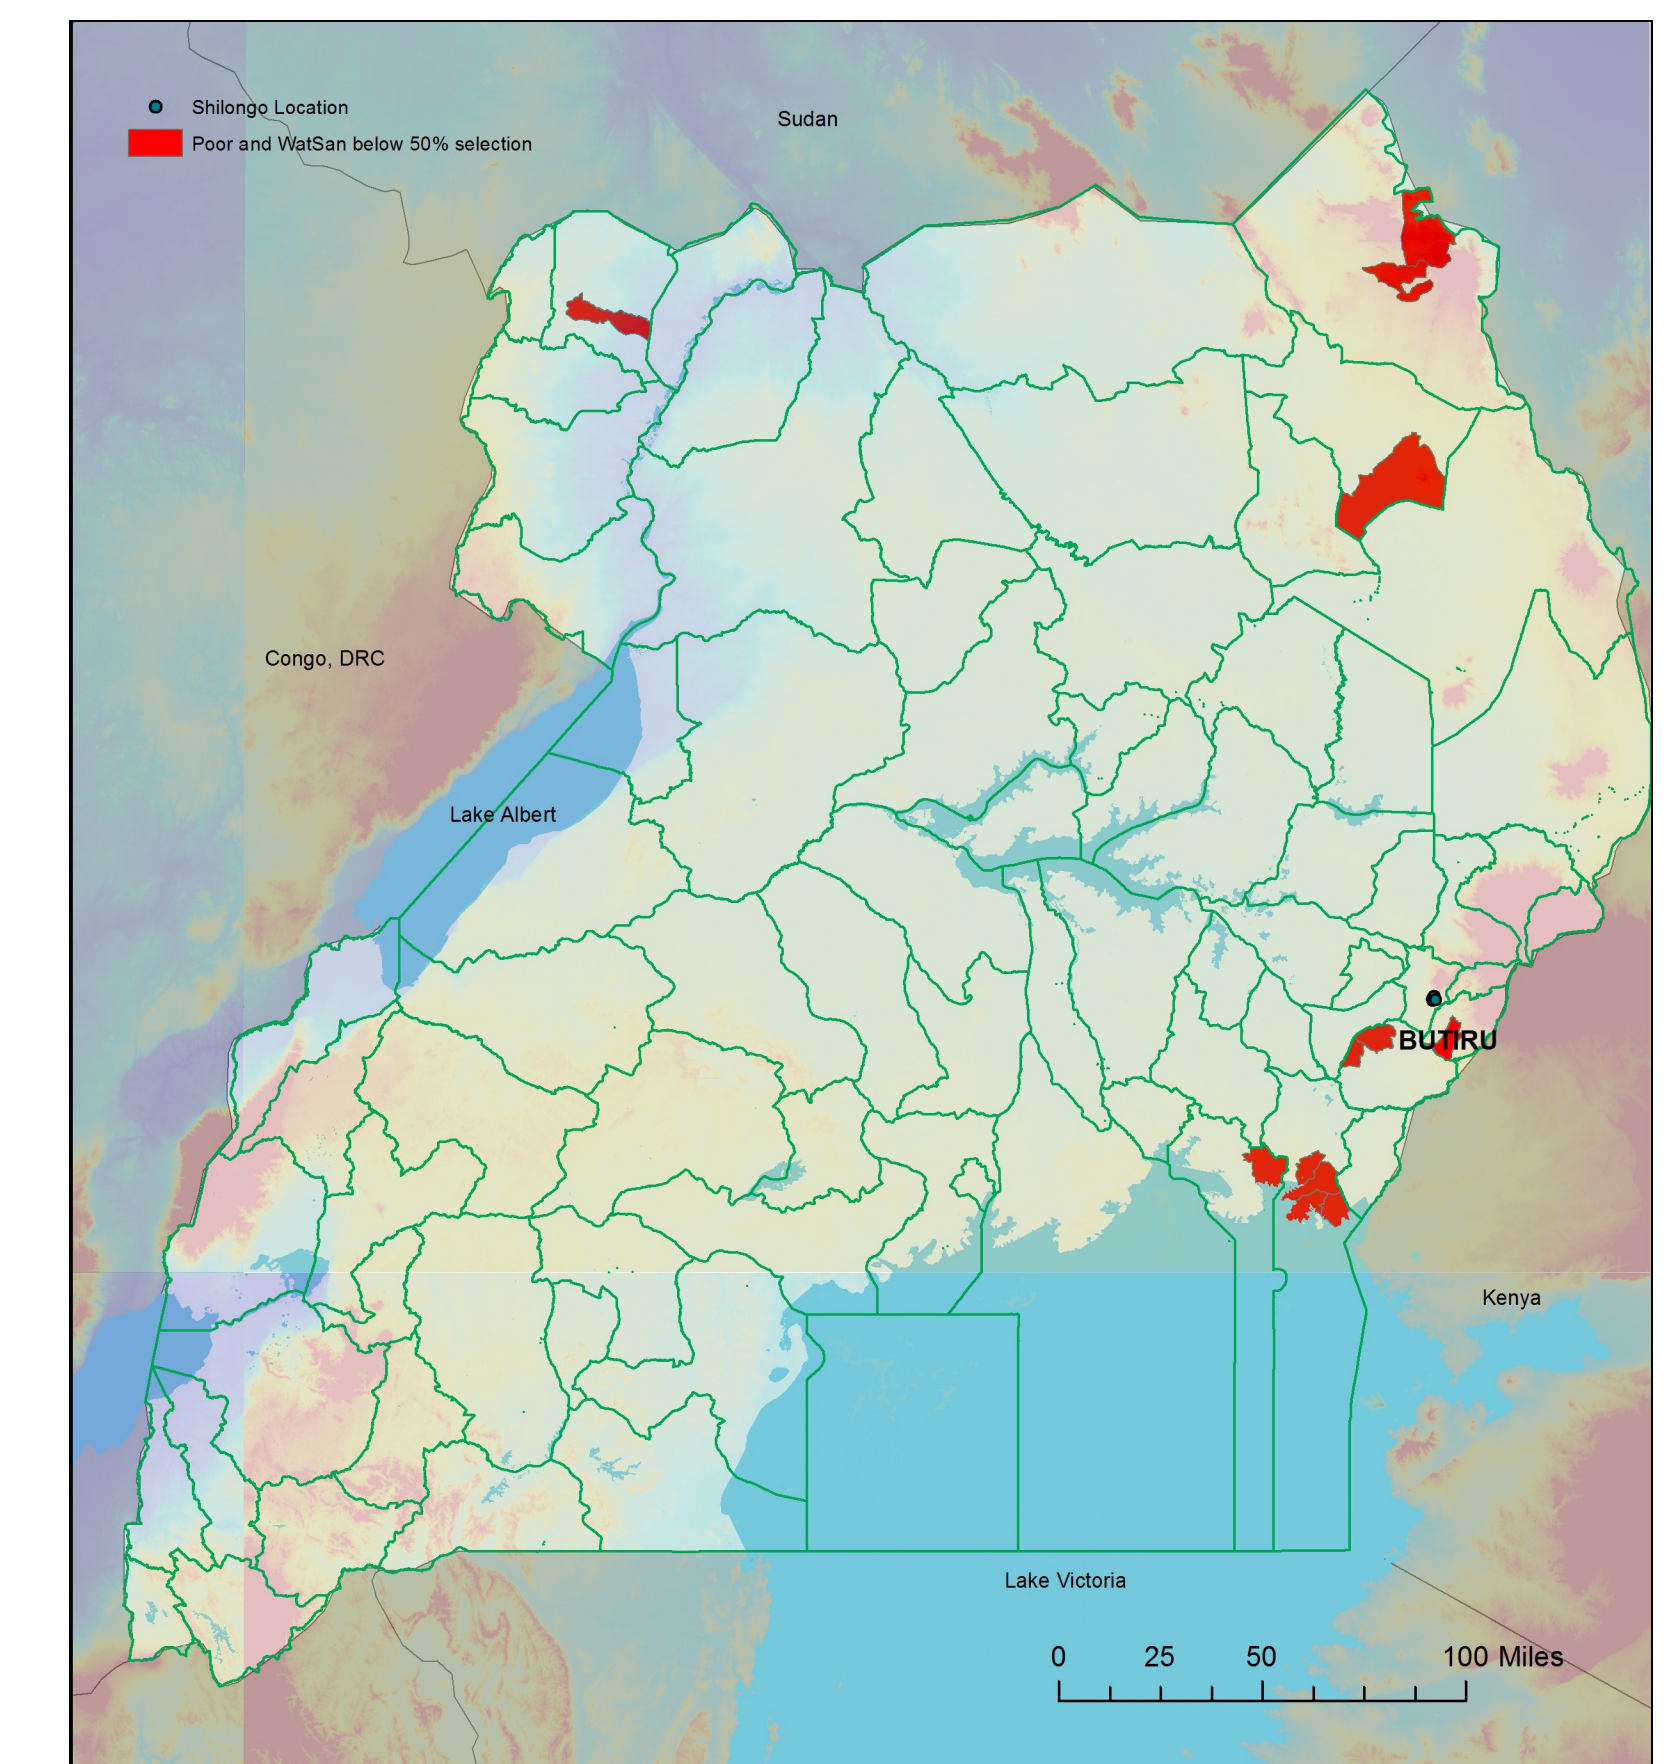 Shilongo Location
Poor and WatSan below 50% selection
Sudan
Congo, DRC
Lake Albert
BUTIRU
Kenya
Lake Victoria
0 25 50 100 Miles